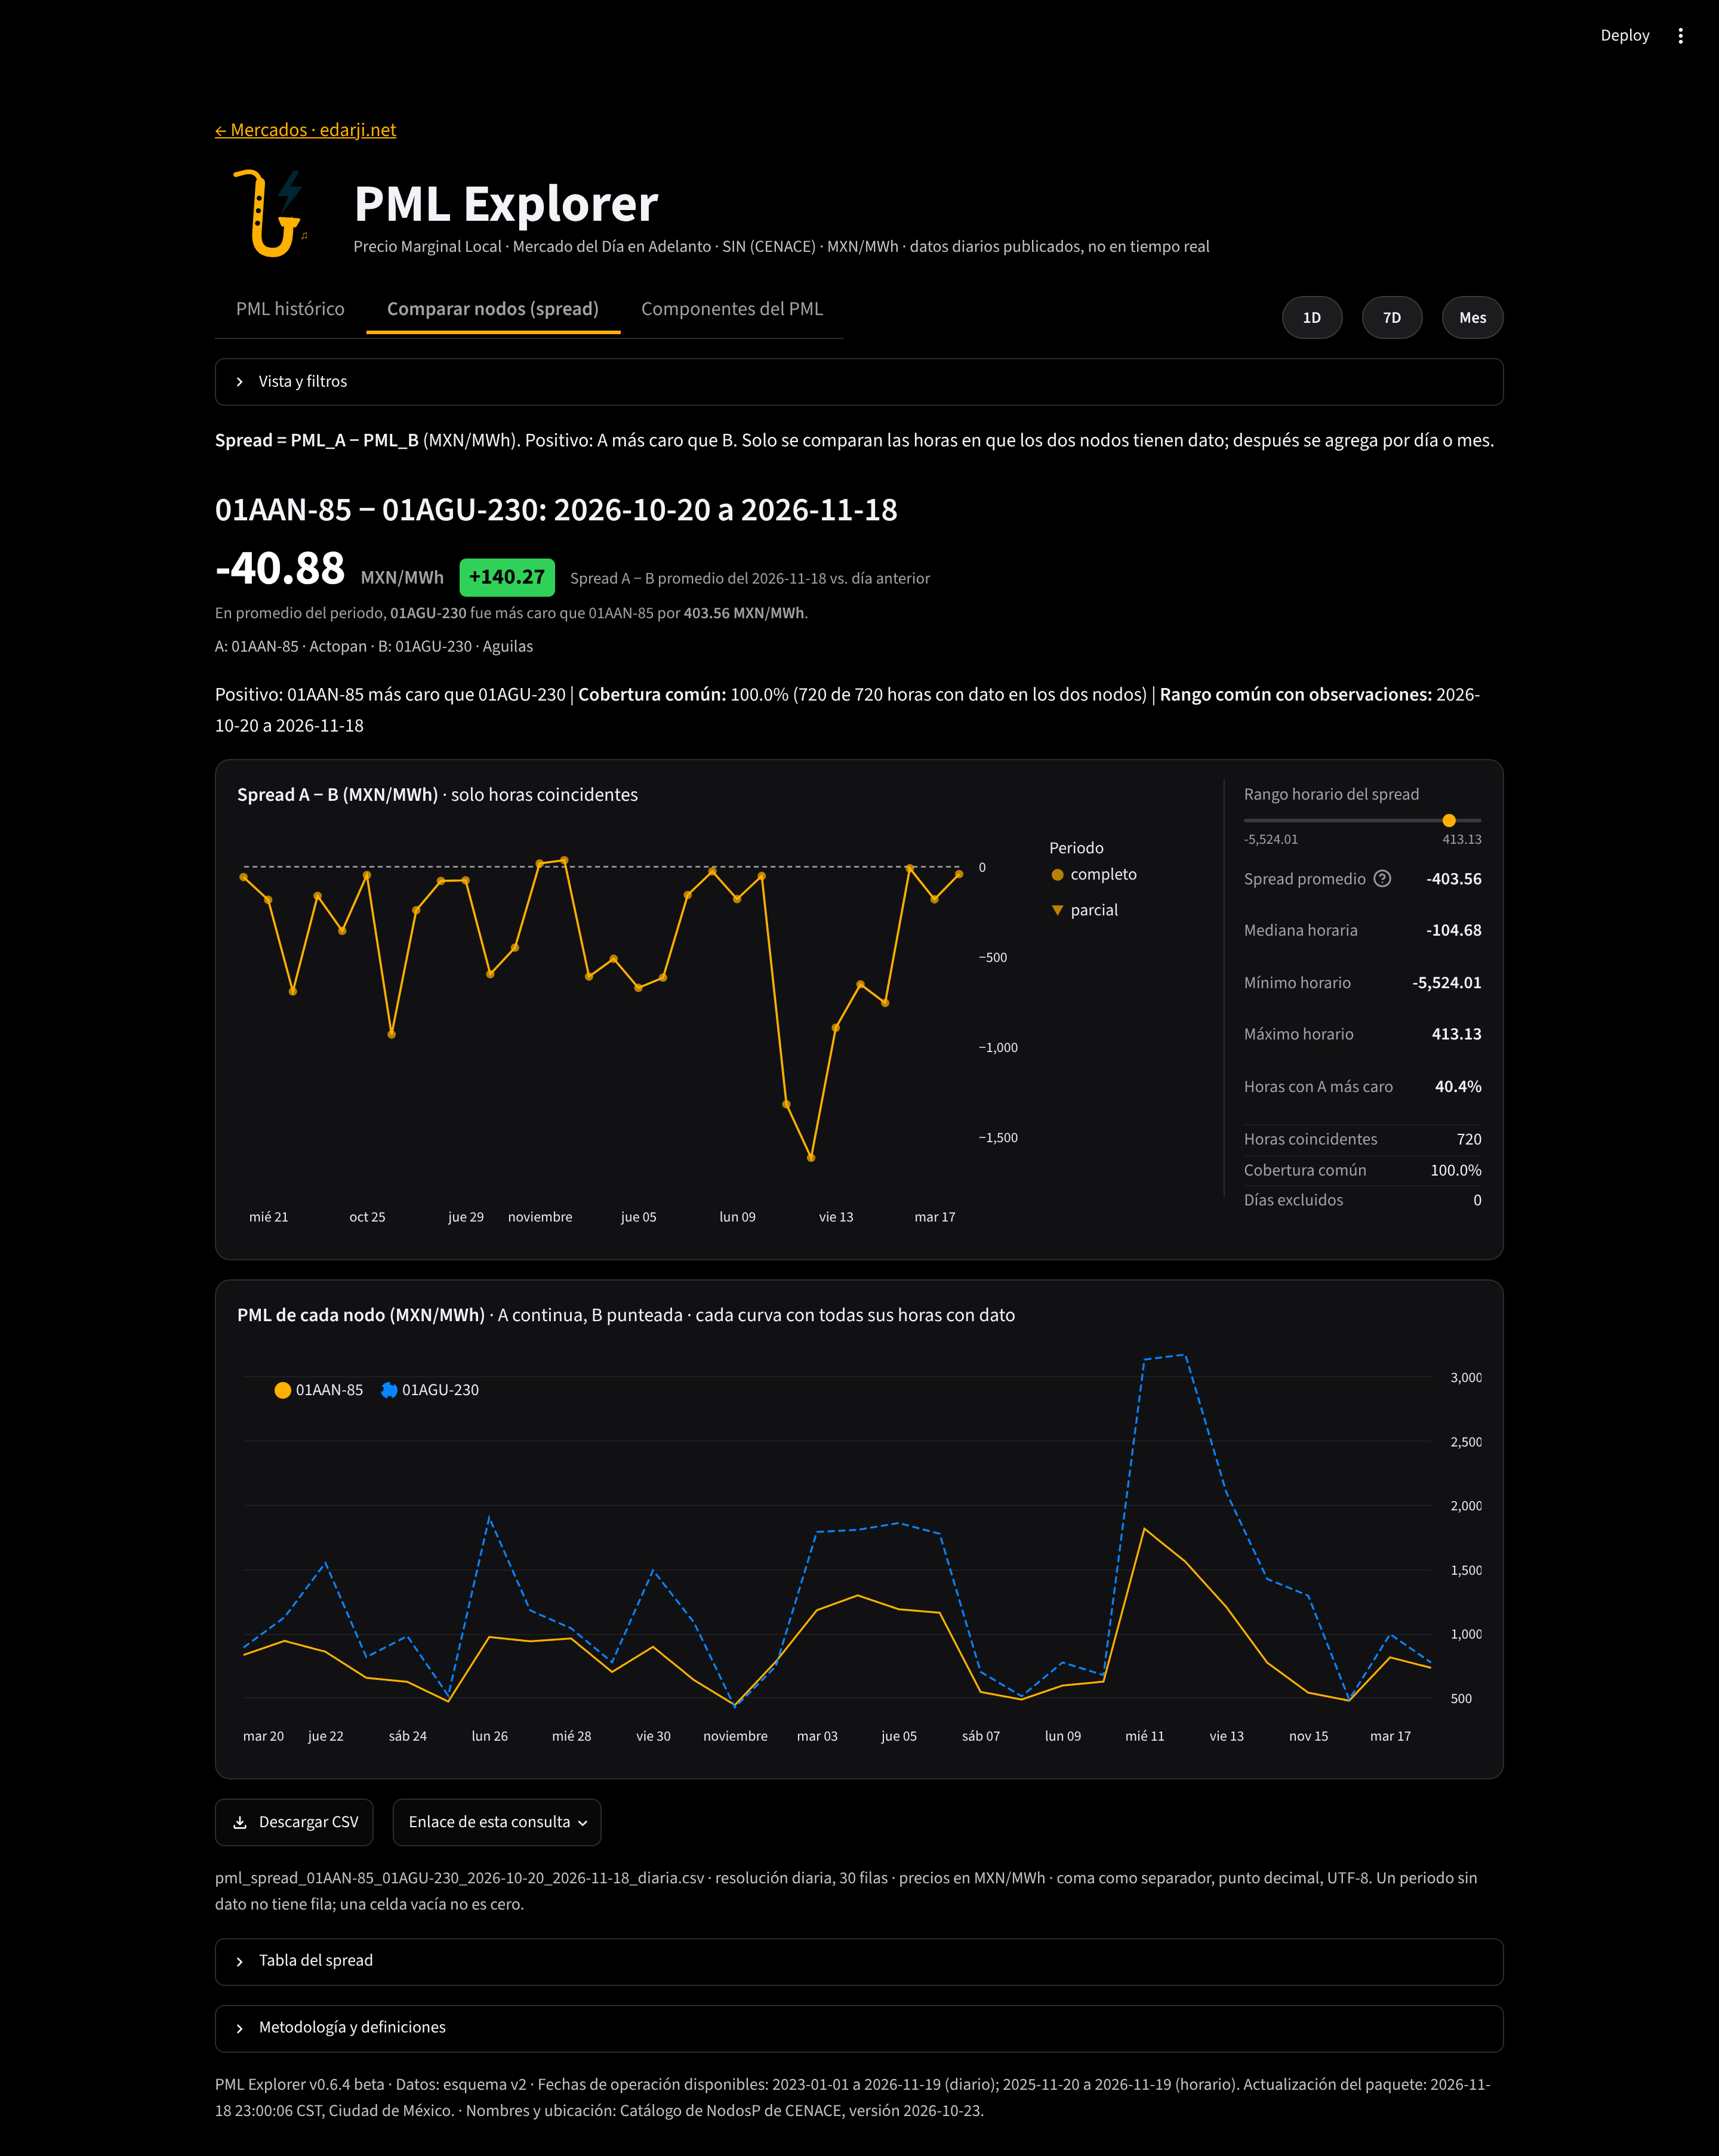 Deploy
← Mercados · edarji.net
PML Explorer
Precio Marginal Local · Mercado del Día en Adelanto · SIN (CENACE) · MXN/MWh · datos diarios publicados, no en tiempo real
PML histórico
Comparar nodos (spread)
Componentes del PML
1D
7D
Mes
Vista y filtros
Spread = PML_A − PML_B (MXN/MWh). Positivo: A más caro que B. Solo se comparan las horas en que los dos nodos tienen dato; después se agrega por día o mes.
01AAN-85 − 01AGU-230: 2026-10-20 a 2026-11-18
-40.88 MXN/MWh +140.27 Spread A − B promedio del 2026-11-18 vs. día anterior
En promedio del periodo, 01AGU-230 fue más caro que 01AAN-85 por 403.56 MXN/MWh.
A: 01AAN-85 · Actopan · B: 01AGU-230 · Aguilas
Positivo: 01AAN-85 más caro que 01AGU-230 | Cobertura común: 100.0% (720 de 720 horas con dato en los dos nodos) | Rango común con observaciones: 2026-
10-20 a 2026-11-18
Spread A − B (MXN/MWh) · solo horas coincidentes
0
−500
−1,000
−1,500
mié 21
oct 25
jue 29
noviembre
jue 05
lun 09
vie 13
mar 17
Periodo
completo
parcial
Rango horario del spread
-5,524.01
413.13
Spread promedio
-403.56
Mediana horaria
-104.68
Mínimo horario
-5,524.01
Máximo horario
413.13
Horas con A más caro
40.4%
Horas coincidentes
720
Cobertura común
100.0%
Días excluidos
0
PML de cada nodo (MXN/MWh) · A continua, B punteada · cada curva con todas sus horas con dato
01AAN-85
01AGU-230
3,000
2,500
2,000
1,500
1,000
500
mar 20
jue 22
sáb 24
lun 26
mié 28
vie 30
noviembre
mar 03
jue 05
sáb 07
lun 09
mié 11
vie 13
nov 15
mar 17
Descargar CSV
Enlace de esta consulta
pml_spread_01AAN-85_01AGU-230_2026-10-20_2026-11-18_diaria.csv · resolución diaria, 30 filas · precios en MXN/MWh · coma como separador, punto decimal, UTF-8. Un periodo sin
dato no tiene fila; una celda vacía no es cero.
Tabla del spread
Metodología y definiciones
PML Explorer v0.6.4 beta · Datos: esquema v2 · Fechas de operación disponibles: 2023-01-01 a 2026-11-19 (diario); 2025-11-20 a 2026-11-19 (horario). Actualización del paquete: 2026-11-
18 23:00:06 CST, Ciudad de México. · Nombres y ubicación: Catálogo de NodosP de CENACE, versión 2026-10-23.